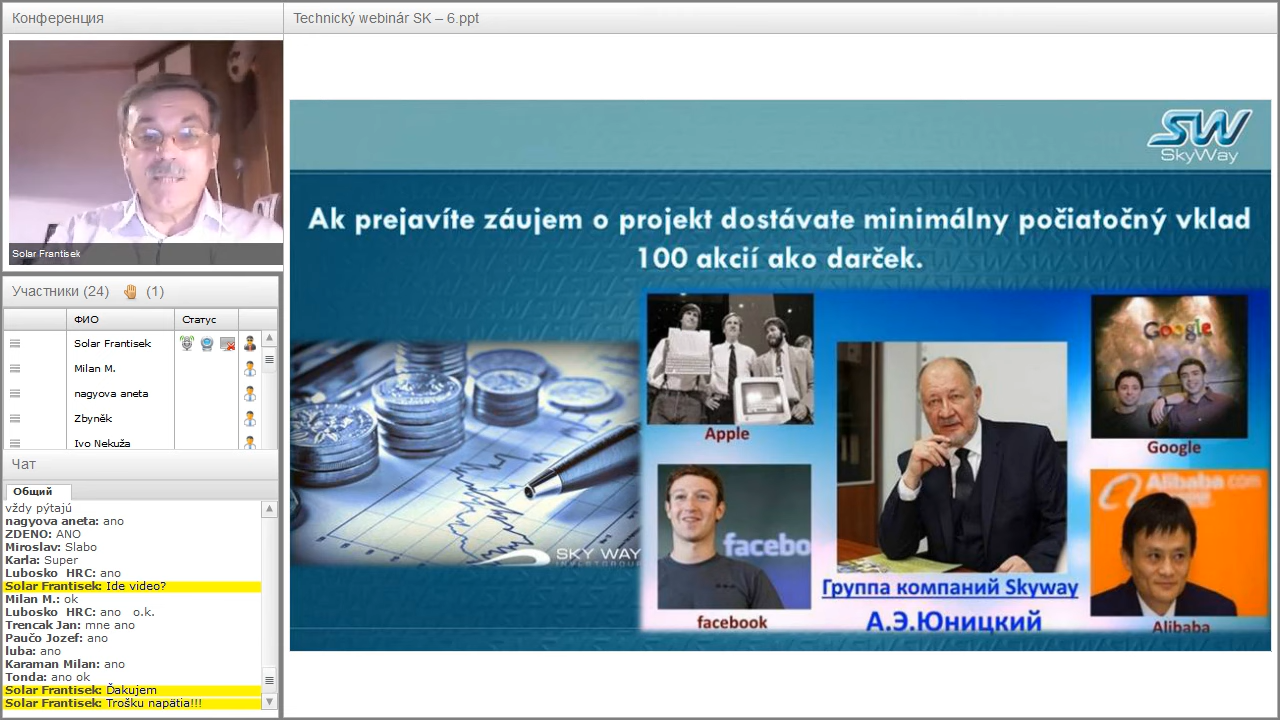 Конференция
Technický webinár SK – 6.ppt
Solar Frantisek
Участники (24) (1)
ФИО Статус
Solar Frantisek
Milan M.
nagyova aneta
Zbyněk
Ivo Nekuža
Чат
Общий
vždy pýtajú
nagyova aneta: ano
ZDENO: ANO
Miroslav: Slabo
Karla: Super
Lubosko HRC: ano
Solar Frantisek: Ide video?
Milan M.: ok
Lubosko HRC: ano o.k.
Trencak Jan: mne ano
Paučo Jozef: ano
luba: ano
Karaman Milan: ano
Tonda: ano ok
Solar Frantisek: Ďakujem
Solar Frantisek: Trošku napätia!!!
SW
SkyWay
Ak prejavíte záujem o projekt dostávate minimálny počiatočný vklad
100 akcií ako darček.
SKY WAY
INVESTGROUP
Apple
Google
Google
facebo
facebook
Группа компаний Skyway
А.Э.Юницкий
Alibaba.com
Alibaba